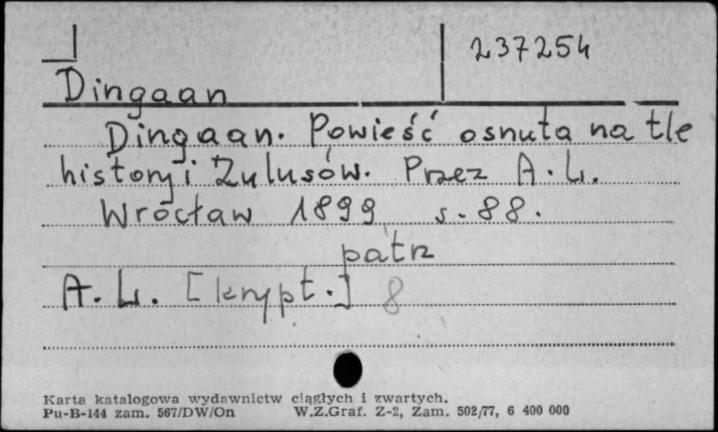 237254
Dingaan
Dingaan. Powieść osnuta na tle
historyi Zulusów. Przez A. L.
Wrocław 1899 s. 88.
patrz
A. L. [krypt.] 8
Karta katalogowa wydawnictw ciągłych i zwartych.
Pu-B-144 zam. 567/DW/On W.Z.Graf. Z-2, Zam. 502/77, 6 400 000